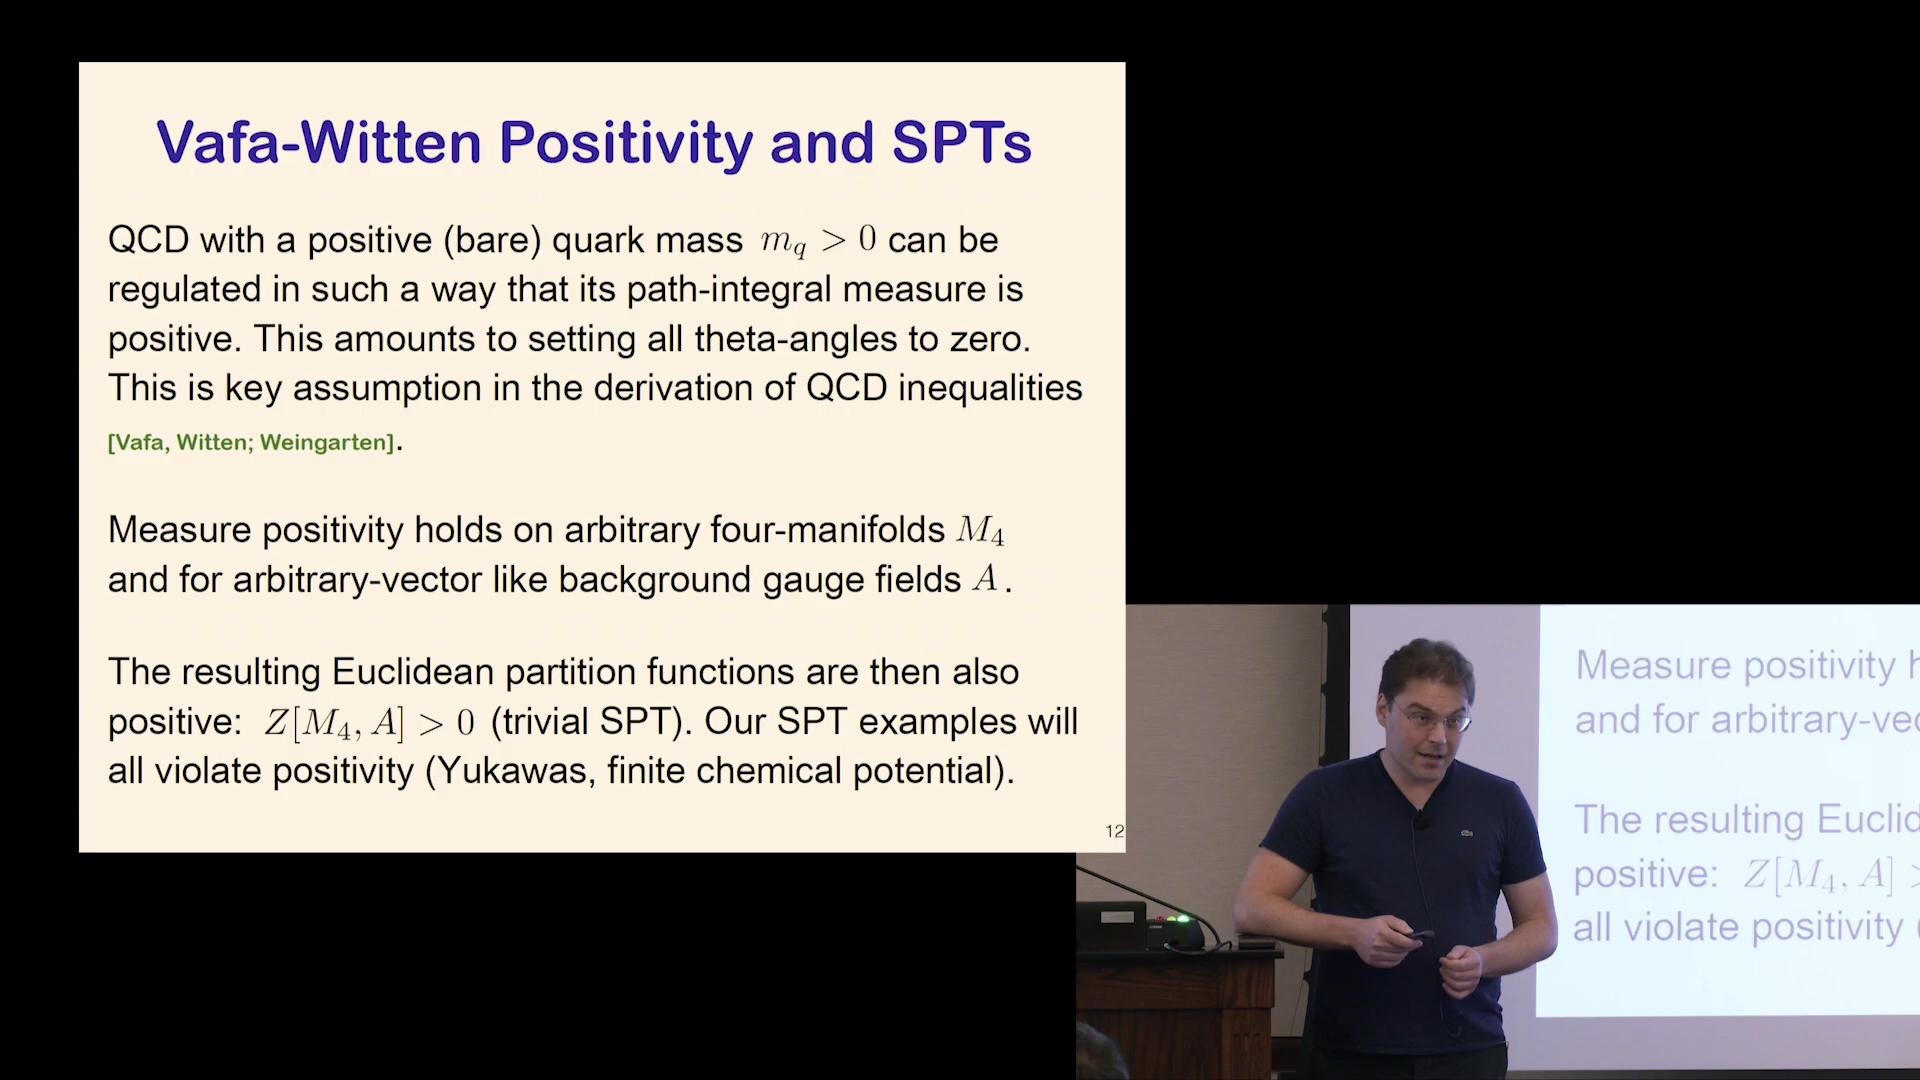 Vafa-Witten Positivity and SPTs
QCD with a positive (bare) quark mass m_q > 0 can be
regulated in such a way that its path-integral measure is
positive. This amounts to setting all theta-angles to zero.
This is key assumption in the derivation of QCD inequalities
[Vafa, Witten; Weingarten].
Measure positivity holds on arbitrary four-manifolds M_4
and for arbitrary-vector like background gauge fields A.
The resulting Euclidean partition functions are then also
positive: Z[M_4, A] > 0 (trivial SPT). Our SPT examples will
all violate positivity (Yukawas, finite chemical potential).
12
Measure positivity h
and for arbitrary-vec
The resulting Euclid
positive: Z[M_4, A] >
all violate positivity (